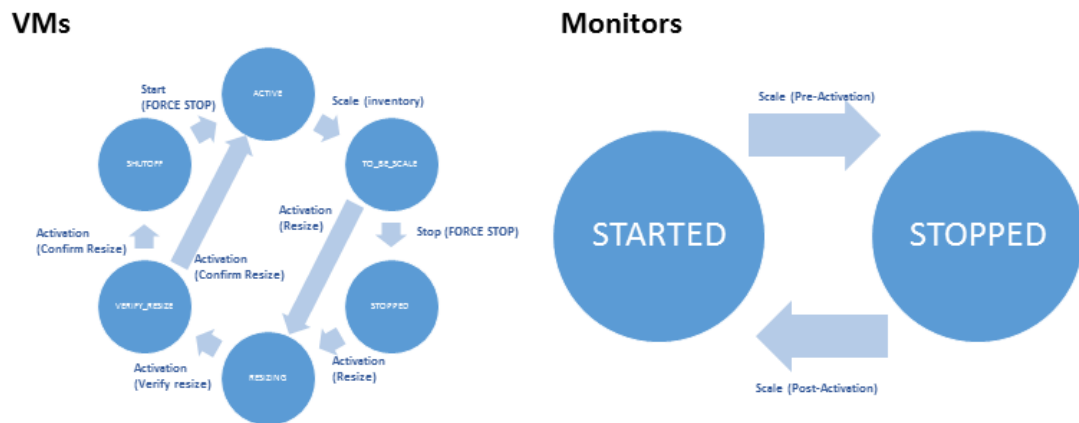 VMs
Monitors
Start
(FORCE STOP)
ACTIVE
Scale (inventory)
SHUTOFF
TO_BE_SCALE
Activation
(Resize)
Stop (FORCE STOP)
Activation
(Confirm Resize)
Activation
(Confirm Resize)
VERIFY_RESIZE
STOPPED
Activation
(Verify resize)
RESIZING
Activation
(Resize)
Scale (Pre-Activation)
STARTED
STOPPED
Scale (Post-Activation)